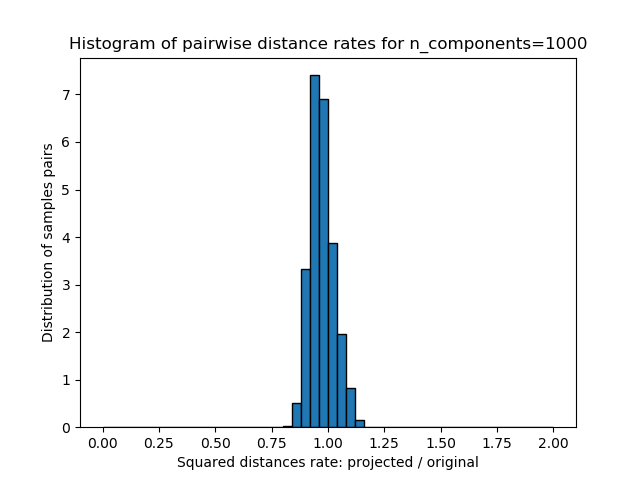 Histogram of pairwise distance rates for n_components=1000
Distribution of samples pairs
7
6
5
4
3
2
1
0
0.00 0.25 0.50 0.75 1.00 1.25 1.50 1.75 2.00
Squared distances rate: projected / original